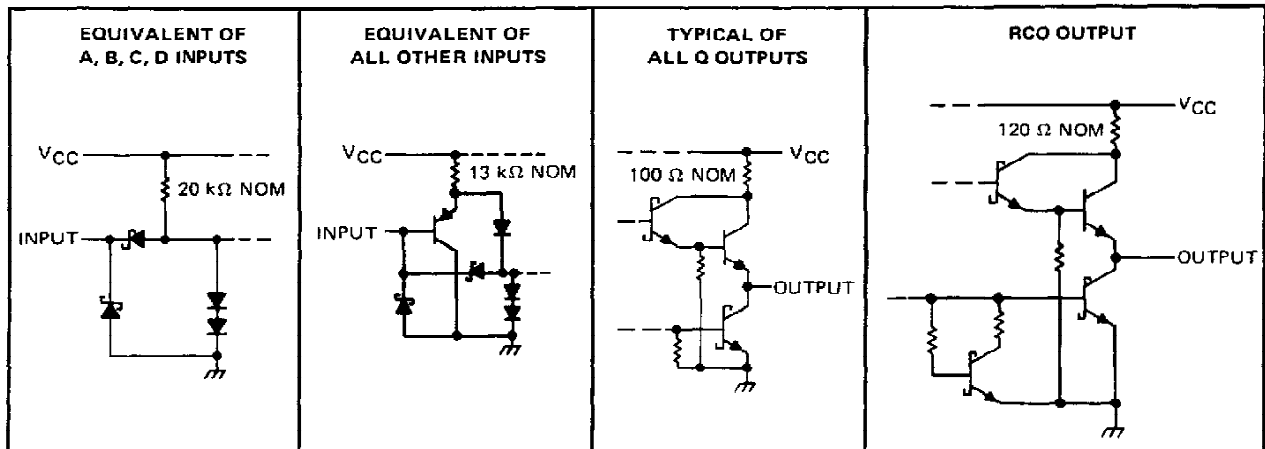 EQUIVALENT OF
A, B, C, D INPUTS
VCC
20 kΩ NOM
INPUT
EQUIVALENT OF
ALL OTHER INPUTS
VCC
13 kΩ NOM
INPUT
TYPICAL OF
ALL Q OUTPUTS
VCC
100 Ω NOM
OUTPUT
RCO OUTPUT
VCC
120 Ω NOM
OUTPUT